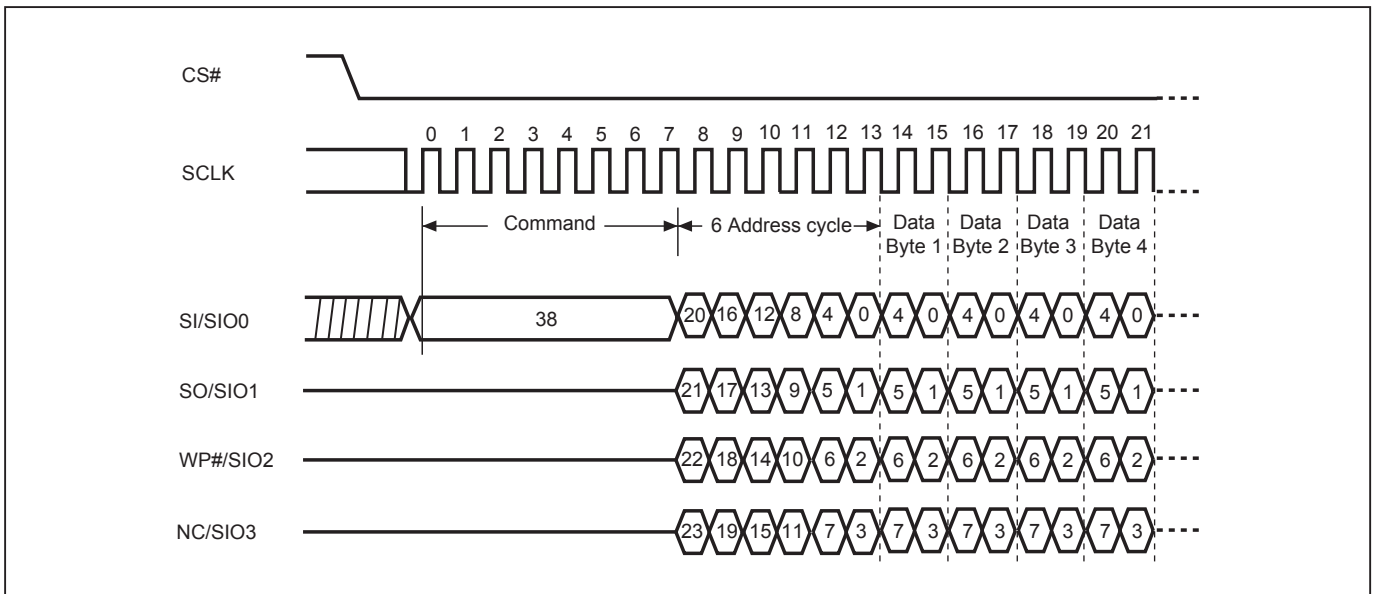 CS#
0 1 2 3 4 5 6 7 8 9 10 11 12 13 14 15 16 17 18 19 20 21
SCLK
Command 6 Address cycle Data Byte 1 Data Byte 2 Data Byte 3 Data Byte 4
SI/SIO0 38 20 16 12 8 4 0 4 0 4 0 4 0 4 0
SO/SIO1 21 17 13 9 5 1 5 1 5 1 5 1 5 1
WP#/SIO2 22 18 14 10 6 2 6 2 6 2 6 2 6 2
NC/SIO3 23 19 15 11 7 3 7 3 7 3 7 3 7 3